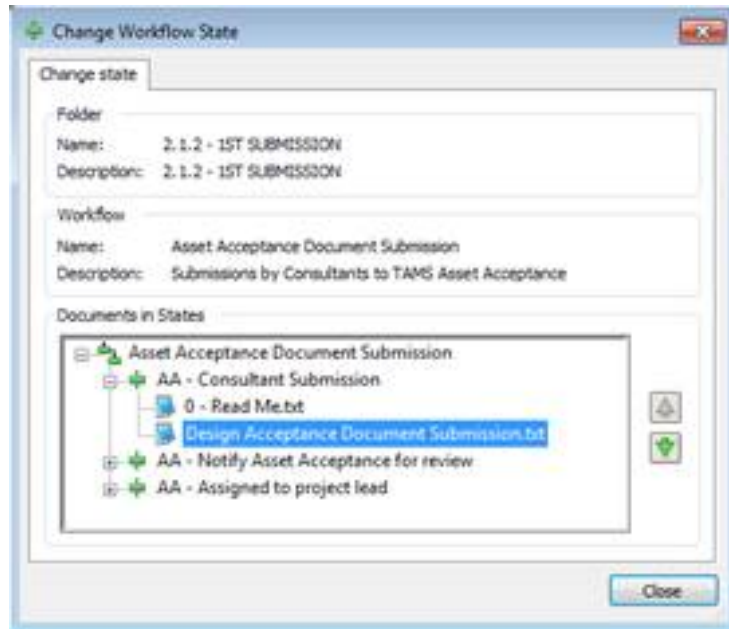 Change Workflow State
Change state
Folder
Name: 2.1.2 - 1ST SUBMISSION
Description: 2.1.2 - 1ST SUBMISSION
Workflow
Name: Asset Acceptance Document Submission
Description: Submissions by Consultants to TAMS Asset Acceptance
Documents in States
Asset Acceptance Document Submission
AA - Consultant Submission
0 - Read Me.txt
Design Acceptance Document Submission.txt
AA - Notify Asset Acceptance for review
AA - Assigned to project lead
Close